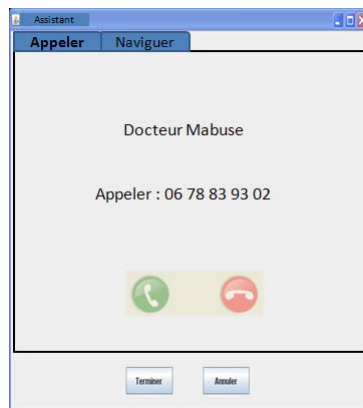 Assistant
Appeler Naviguer
Docteur Mabuse
Appeler : 06 78 83 93 02
Terminer Annuler